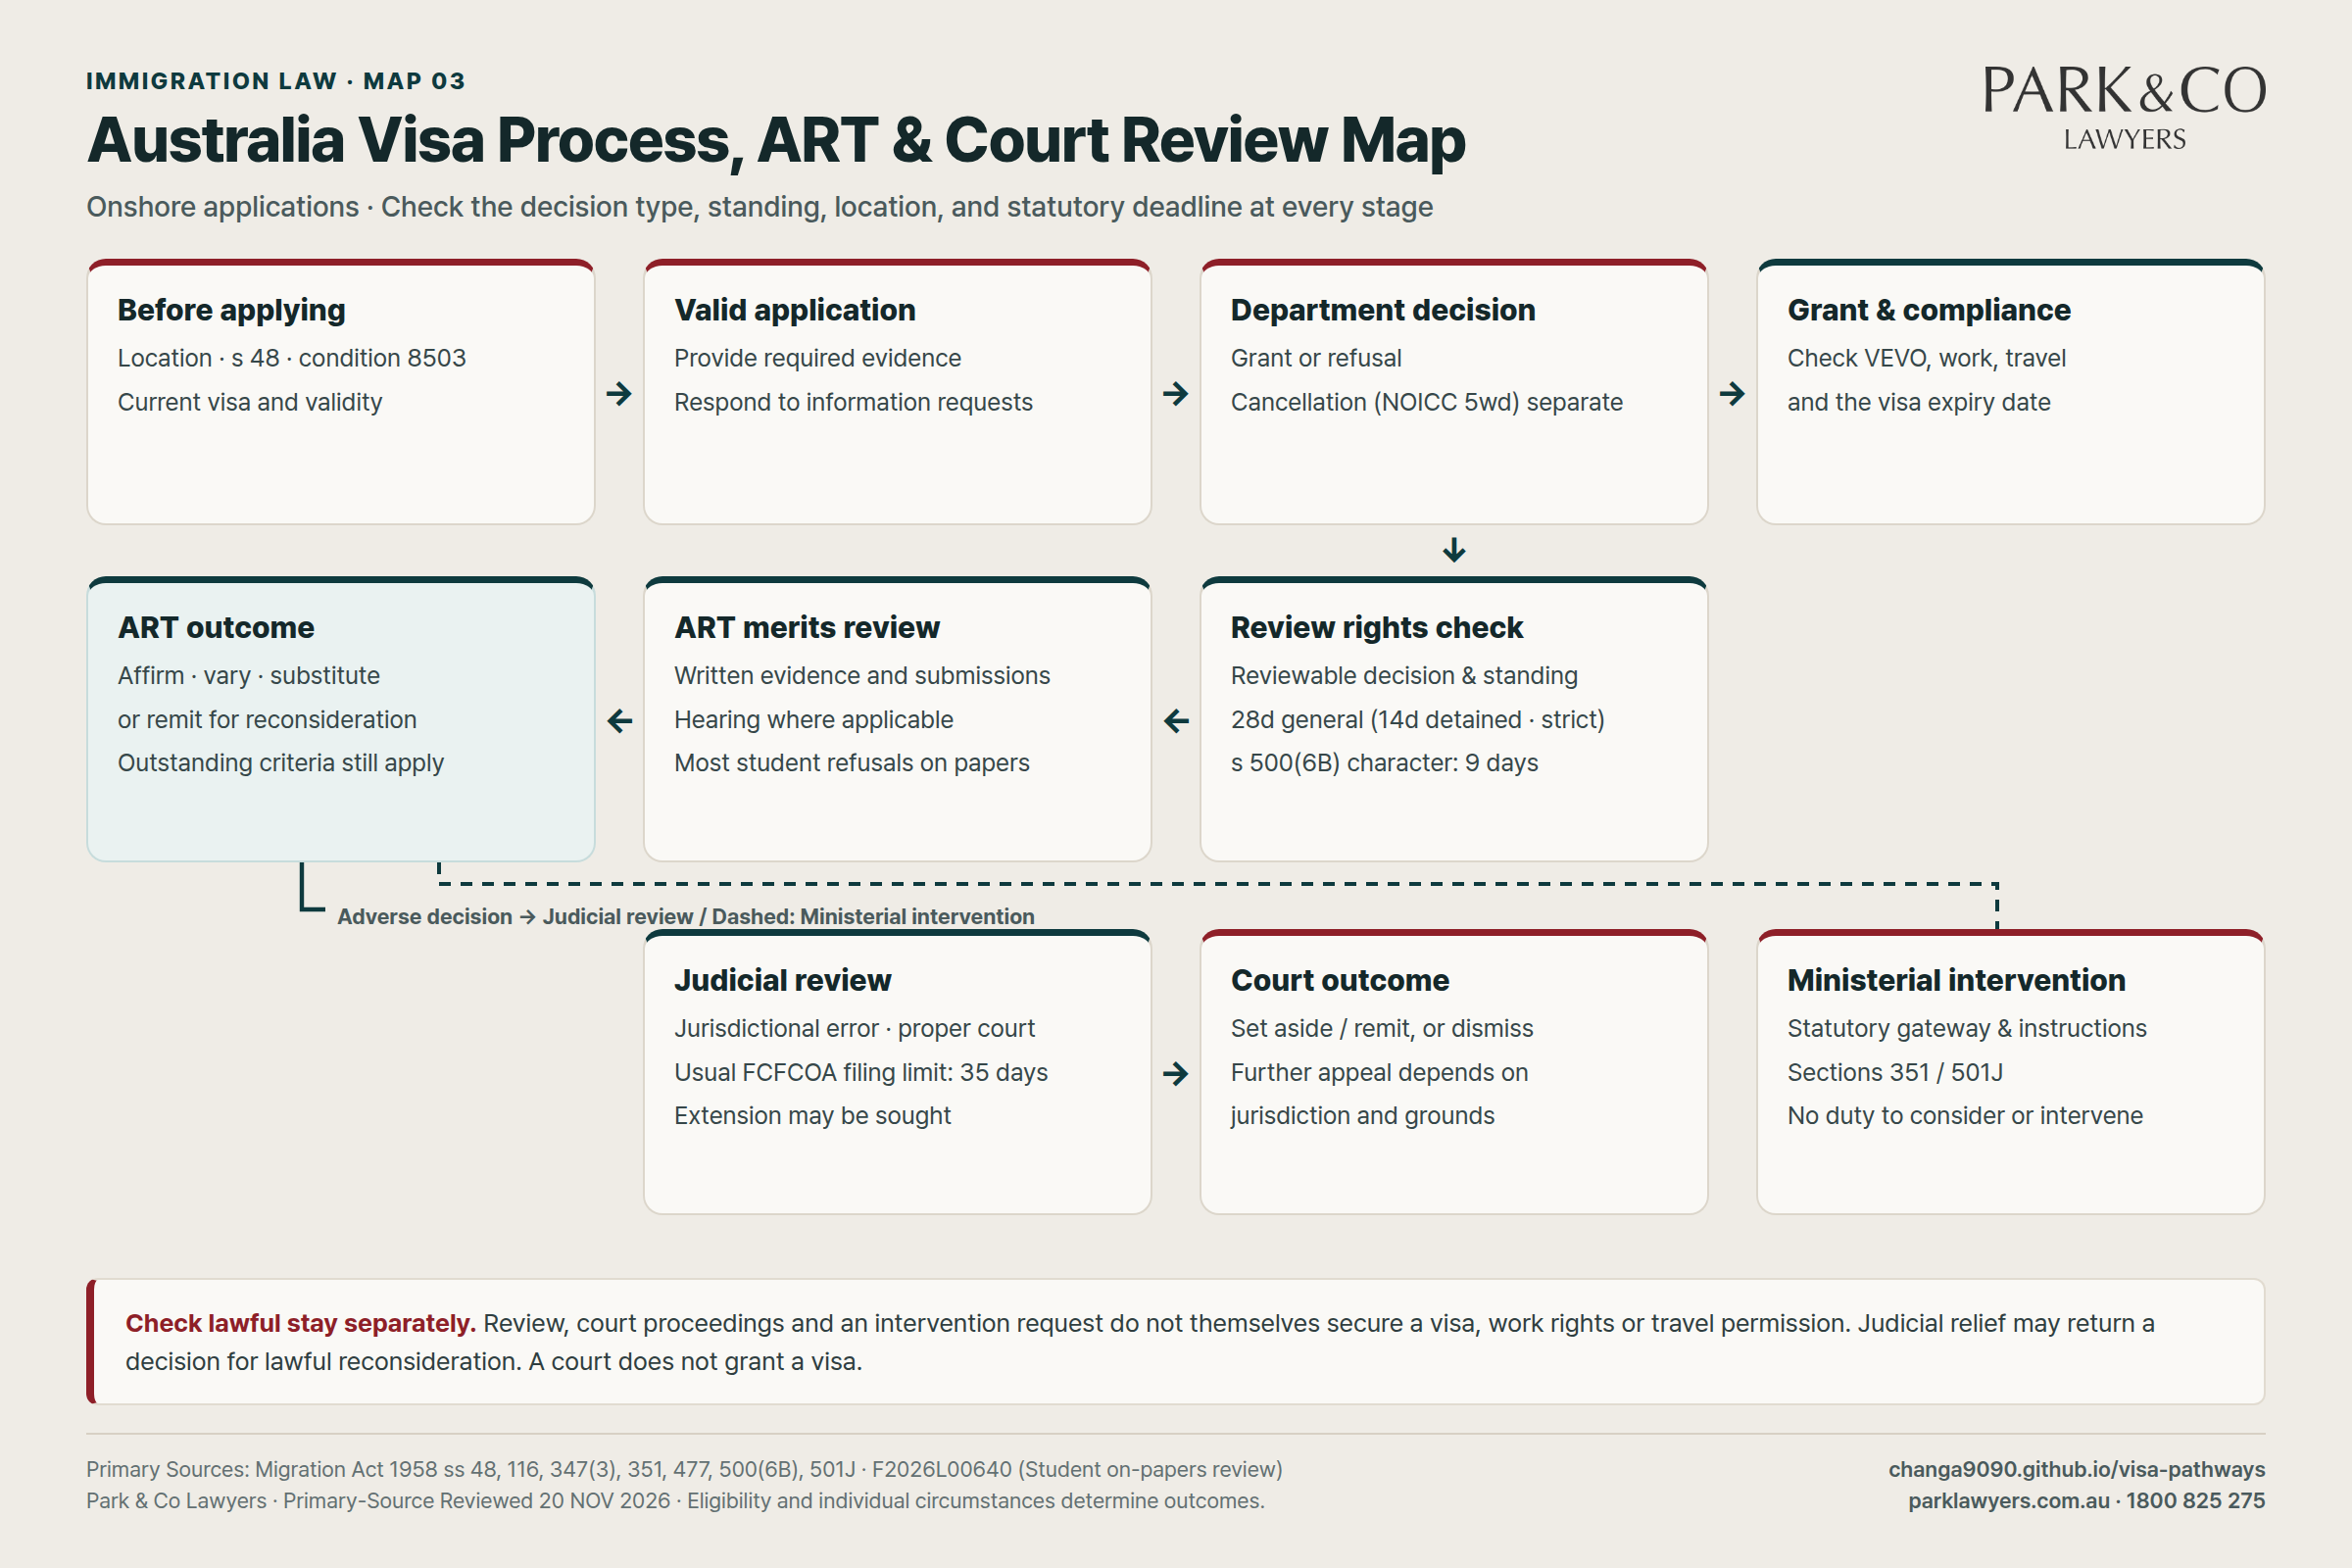 IMMIGRATION LAW · MAP 03
PARK & CO
LAWYERS
Australia Visa Process, ART & Court Review Map
Onshore applications · Check the decision type, standing, location, and statutory deadline at every stage
Before applying
Location · s 48 · condition 8503
Current visa and validity
→
Valid application
Provide required evidence
Respond to information requests
→
Department decision
Grant or refusal
Cancellation (NOICC 5wd) separate
→
Grant & compliance
Check VEVO, work, travel
and the visa expiry date
↓
ART outcome
Affirm · vary · substitute
or remit for reconsideration
Outstanding criteria still apply
←
ART merits review
Written evidence and submissions
Hearing where applicable
Most student refusals on papers
←
Review rights check
Reviewable decision & standing
28d general (14d detained · strict)
s 500(6B) character: 9 days
Adverse decision → Judicial review / Dashed: Ministerial intervention
Judicial review
Jurisdictional error · proper court
Usual FCFCOA filing limit: 35 days
Extension may be sought
→
Court outcome
Set aside / remit, or dismiss
Further appeal depends on
jurisdiction and grounds
Ministerial intervention
Statutory gateway & instructions
Sections 351 / 501J
No duty to consider or intervene
Check lawful stay separately. Review, court proceedings and an intervention request do not themselves secure a visa, work rights or travel permission. Judicial relief may return a
decision for lawful reconsideration. A court does not grant a visa.
Primary Sources: Migration Act 1958 ss 48, 116, 347(3), 351, 477, 500(6B), 501J · F2026L00640 (Student on-papers review)
Park & Co Lawyers · Primary-Source Reviewed 20 NOV 2026 · Eligibility and individual circumstances determine outcomes.
changa9090.github.io/visa-pathways
parklawyers.com.au · 1800 825 275